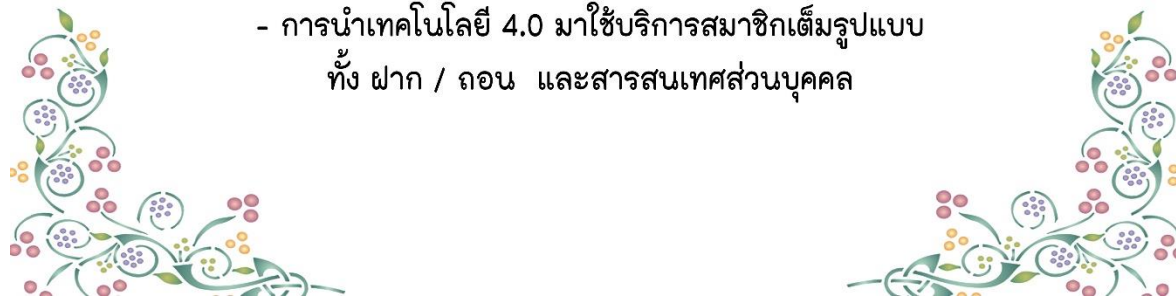 - การนำเทคโนโลยี 4.0 มาใช้บริการสมาชิกเต็มรูปแบบ
ทั้ง ฝาก / ถอน และสารสนเทศส่วนบุคคล